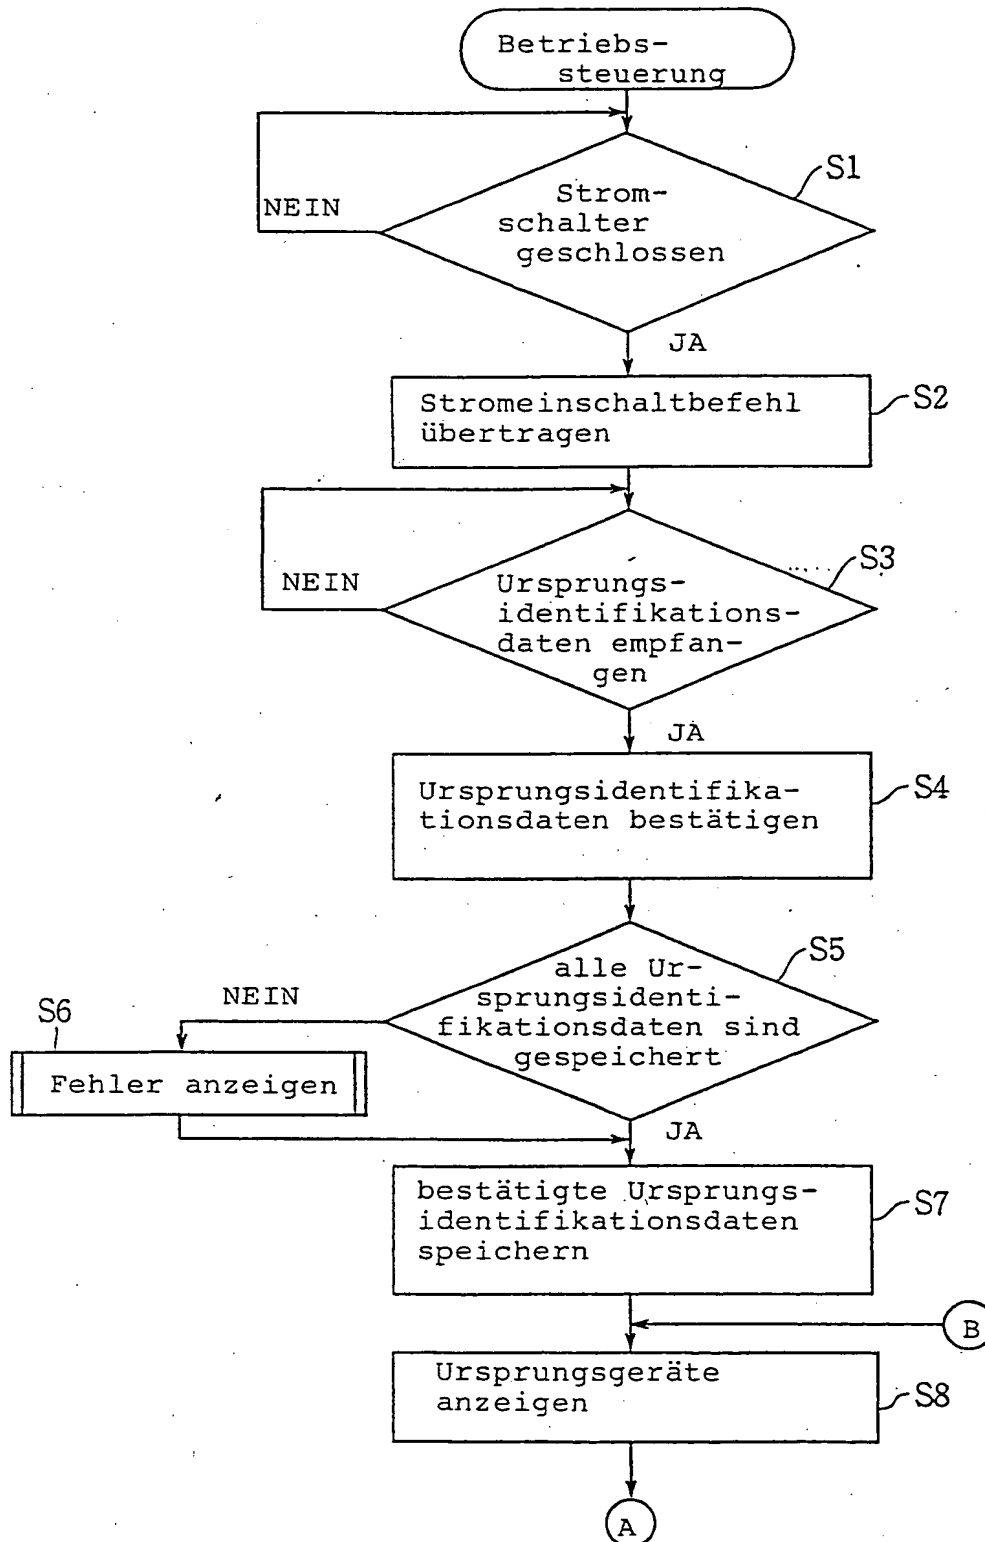 Betriebs-
steuerung
S1
Strom-
schalter
geschlossen
NEIN
JA
S2
Stromeinschaltbefehl
übertragen
S3
NEIN
Ursprungs-
identifikations-
daten empfan-
gen
JA
S4
Ursprungsidentifika-
tionsdaten bestätigen
S5
alle Ur-
sprungsidenti-
fikationsdaten sind
gespeichert
NEIN
S6
Fehler anzeigen
JA
bestätigte Ursprungs-
identifikationsdaten
speichern
S7
B
Ursprungsgeräte
anzeigen
S8
A